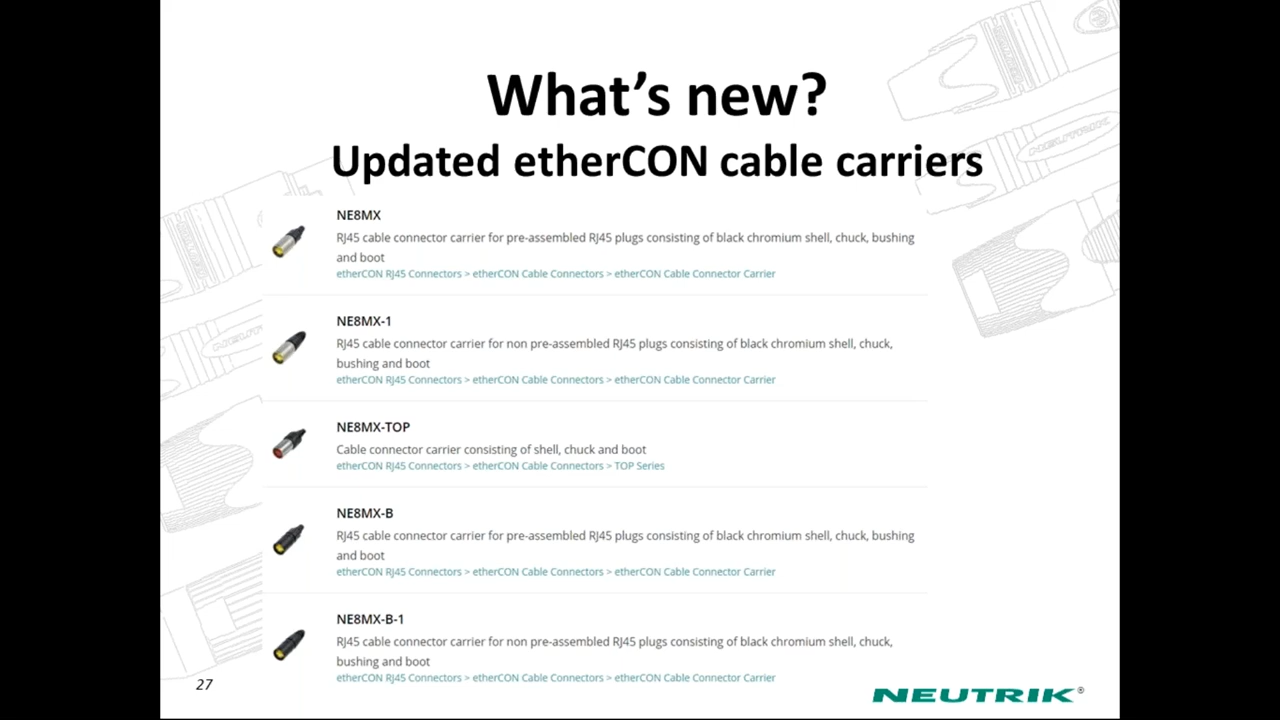 What's new?
Updated etherCON cable carriers
NE8MX
RJ45 cable connector carrier for pre-assembled RJ45 plugs consisting of black chromium shell, chuck, bushing
and boot
etherCON RJ45 Connectors > etherCON Cable Connectors > etherCON Cable Connector Carrier
NE8MX-1
RJ45 cable connector carrier for non pre-assembled RJ45 plugs consisting of black chromium shell, chuck,
bushing and boot
etherCON RJ45 Connectors > etherCON Cable Connectors > etherCON Cable Connector Carrier
NE8MX-TOP
Cable connector carrier consisting of shell, chuck and boot
etherCON RJ45 Connectors > etherCON Cable Connectors > TOP Series
NE8MX-B
RJ45 cable connector carrier for pre-assembled RJ45 plugs consisting of black chromium shell, chuck, bushing
and boot
etherCON RJ45 Connectors > etherCON Cable Connectors > etherCON Cable Connector Carrier
NE8MX-B-1
RJ45 cable connector carrier for non pre-assembled RJ45 plugs consisting of black chromium shell, chuck,
bushing and boot
etherCON RJ45 Connectors > etherCON Cable Connectors > etherCON Cable Connector Carrier
27
NEUTRIK®
NEUTRIK
NEUTRIK